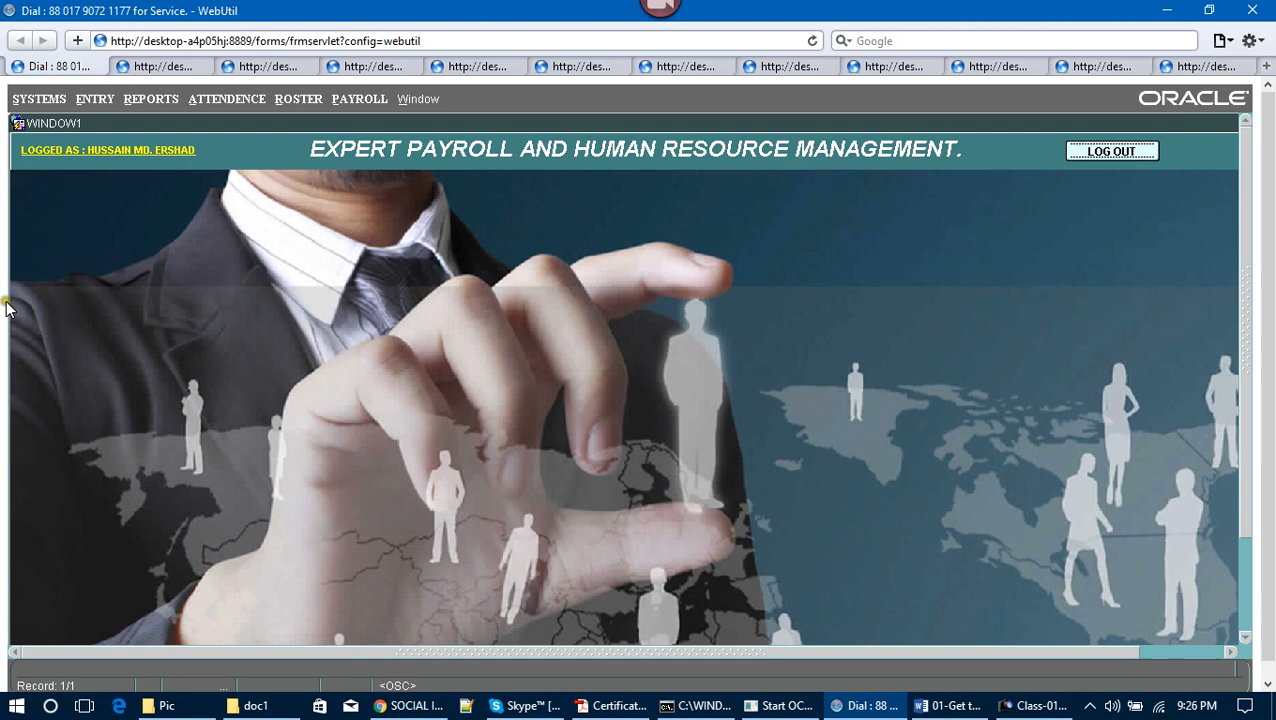 Dial : 88 017 9072 1177 for Service. - WebUtil
http://desktop-a4p05hj:8889/forms/frmservlet?config=webutil
Google
Dial : 88 01... http://des... http://des... http://des... http://des... http://des... http://des... http://des... http://des... http://des... http://des... http://des...
SYSTEMS ENTRY REPORTS ATTENDENCE ROSTER PAYROLL Window ORACLE
WINDOW1
LOGGED AS : HUSSAIN MD. ERSHAD EXPERT PAYROLL AND HUMAN RESOURCE MANAGEMENT. LOG OUT
Record: 1/1 ... <OSC>
Pic doc1 SOCIAL I... Skype™ [... Certificat... C:\WIND... Start OC... Dial : 88 ... 01-Get t... Class-01... 9:26 PM